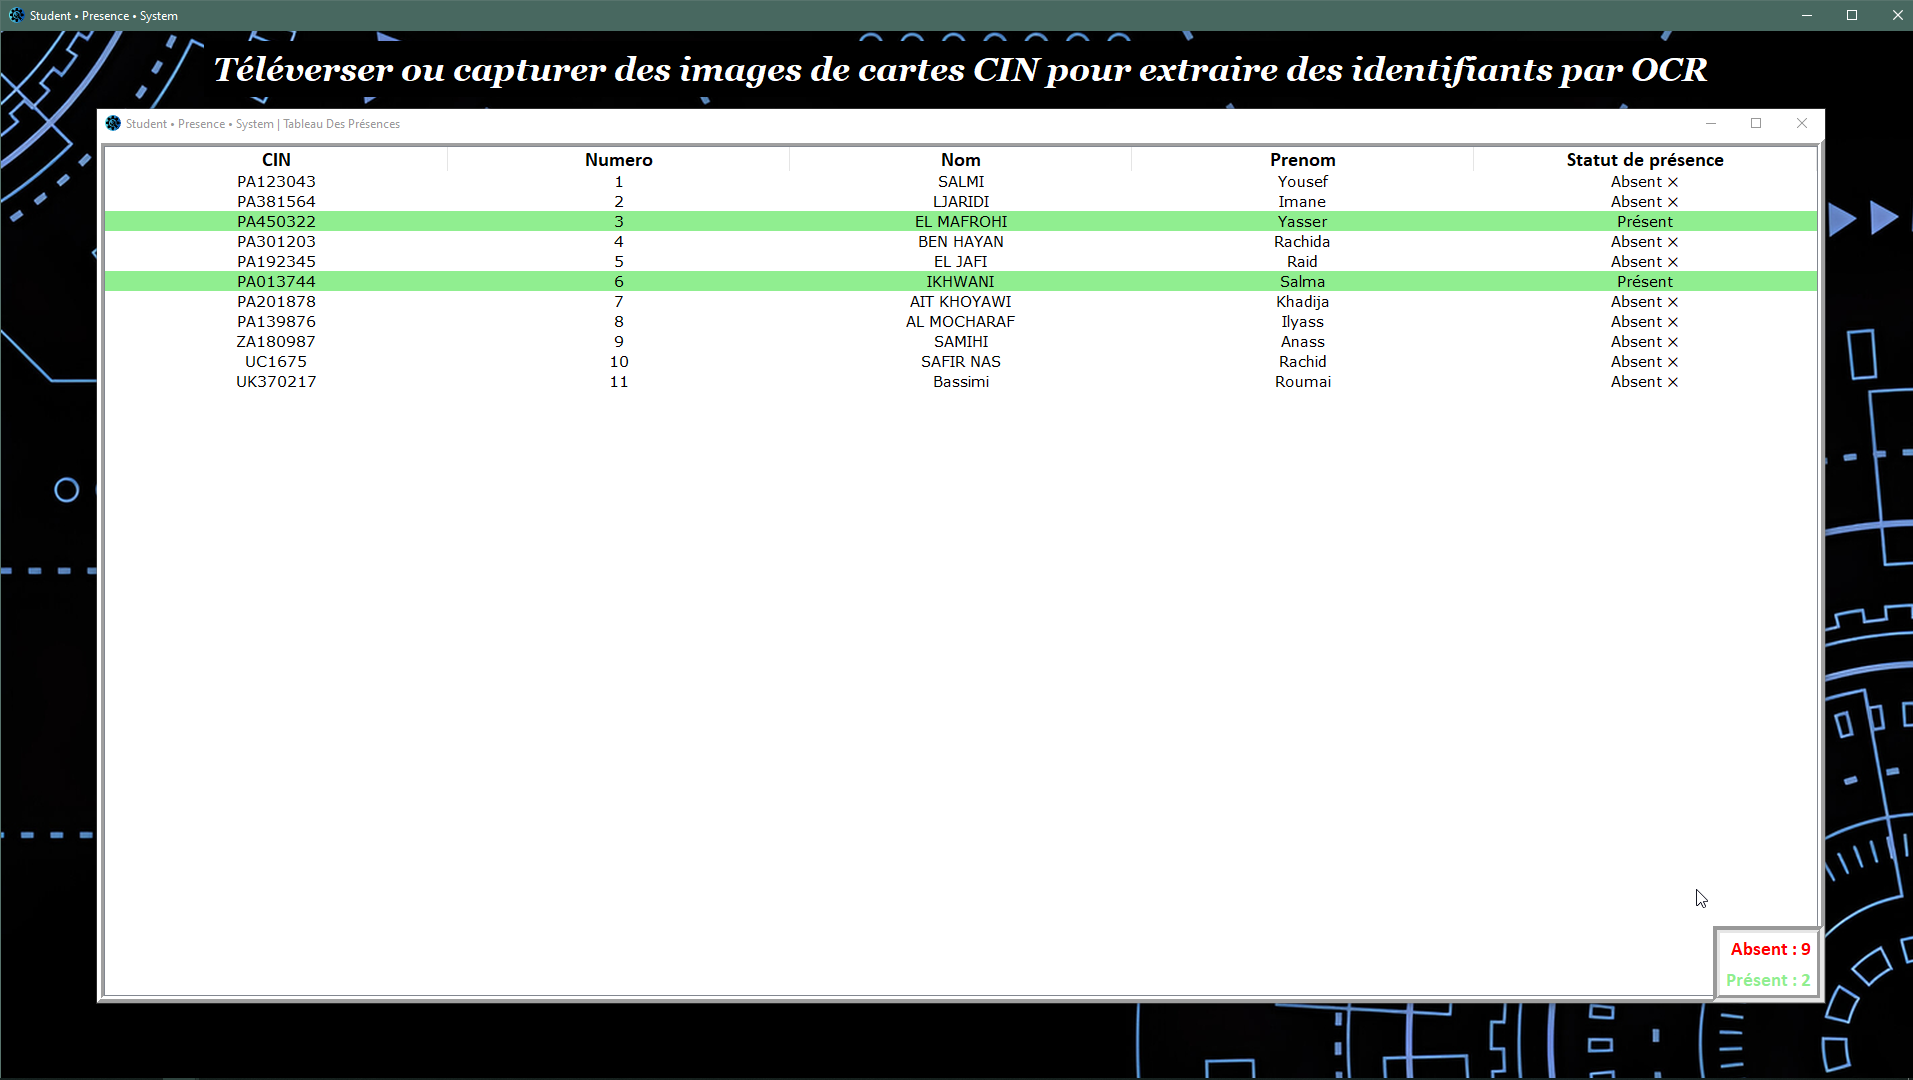 Student • Presence • System
Téléverser ou capturer des images de cartes CIN pour extraire des identifiants par OCR
Student • Presence • System | Tableau Des Présences
CIN Numero Nom Prenom Statut de présence
PA123043 1 SALMI Yousef Absent ×
PA381564 2 LJARIDI Imane Absent ×
PA450322 3 EL MAFROHI Yasser Présent
PA301203 4 BEN HAYAN Rachida Absent ×
PA192345 5 EL JAFI Raid Absent ×
PA013744 6 IKHWANI Salma Présent
PA201878 7 AIT KHOYAWI Khadija Absent ×
PA139876 8 AL MOCHARAF Ilyass Absent ×
ZA180987 9 SAMIHI Anass Absent ×
UC1675 10 SAFIR NAS Rachid Absent ×
UK370217 11 Bassimi Roumai Absent ×
Absent : 9
Présent : 2